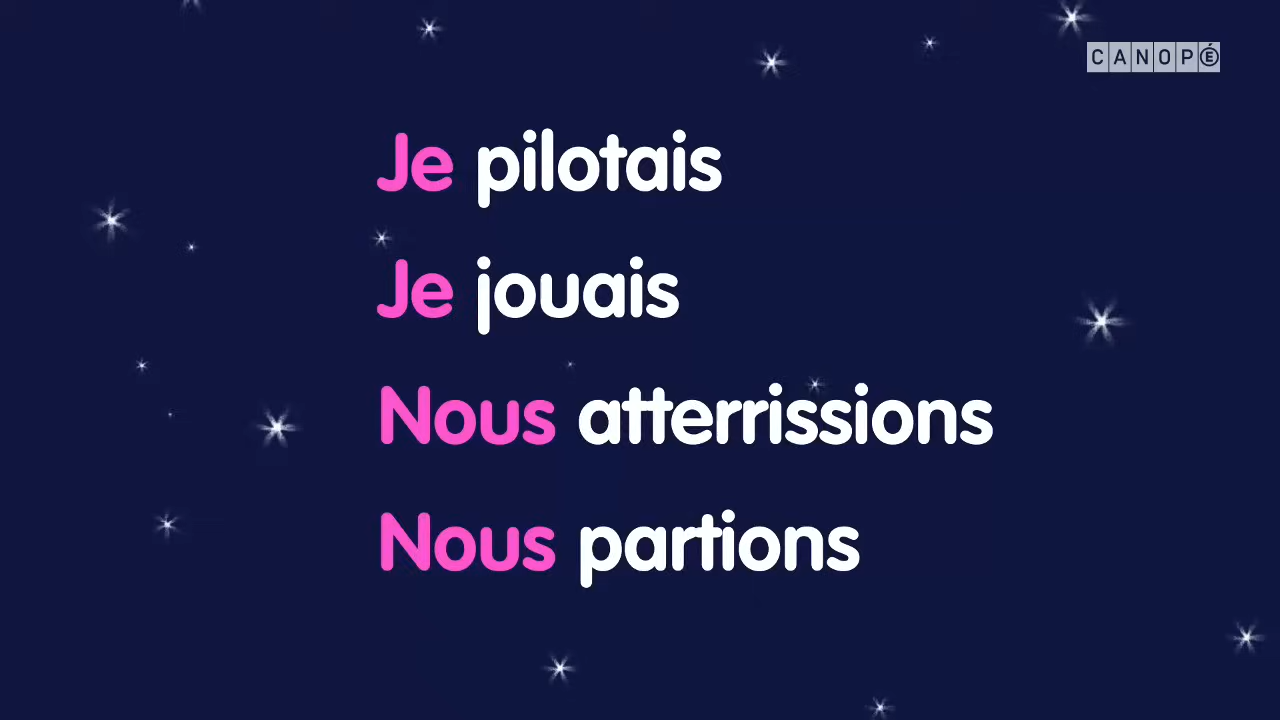 CANOPÉ
Je pilotais
Je jouais
Nous atterrissions
Nous partions